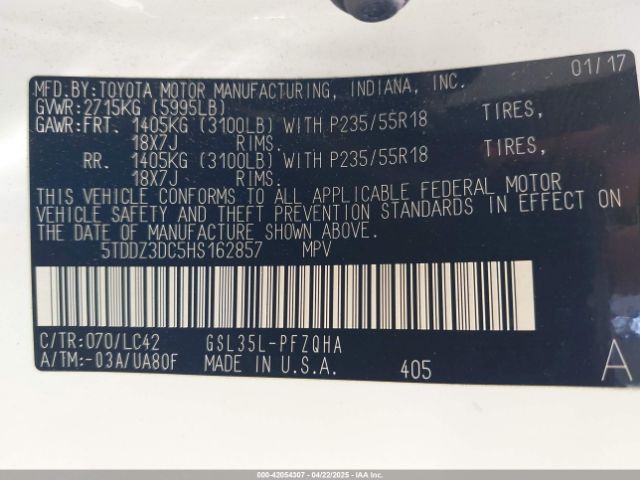 MFD.BY:TOYOTA MOTOR MANUFACTURING, INDIANA, INC. 01/17
GVWR:2715KG (5995LB)
GAWR:FRT. 1405KG (3100LB) WITH P235/55R18 TIRES,
18X7J RIMS.
RR. 1405KG (3100LB) WITH P235/55R18 TIRES,
18X7J RIMS.
THIS VEHICLE CONFORMS TO ALL APPLICABLE FEDERAL MOTOR
VEHICLE SAFETY AND THEFT PREVENTION STANDARDS IN EFFECT ON
THE DATE OF MANUFACTURE SHOWN ABOVE.
5TDDZ3DC5HS162857 MPV
C/TR:070/LC42 GSL35L-PFZQHA
A/TM:-03A/UA80F MADE IN U.S.A. 405 A
000-42054307 - 04/22/2025 - IAAI.COM